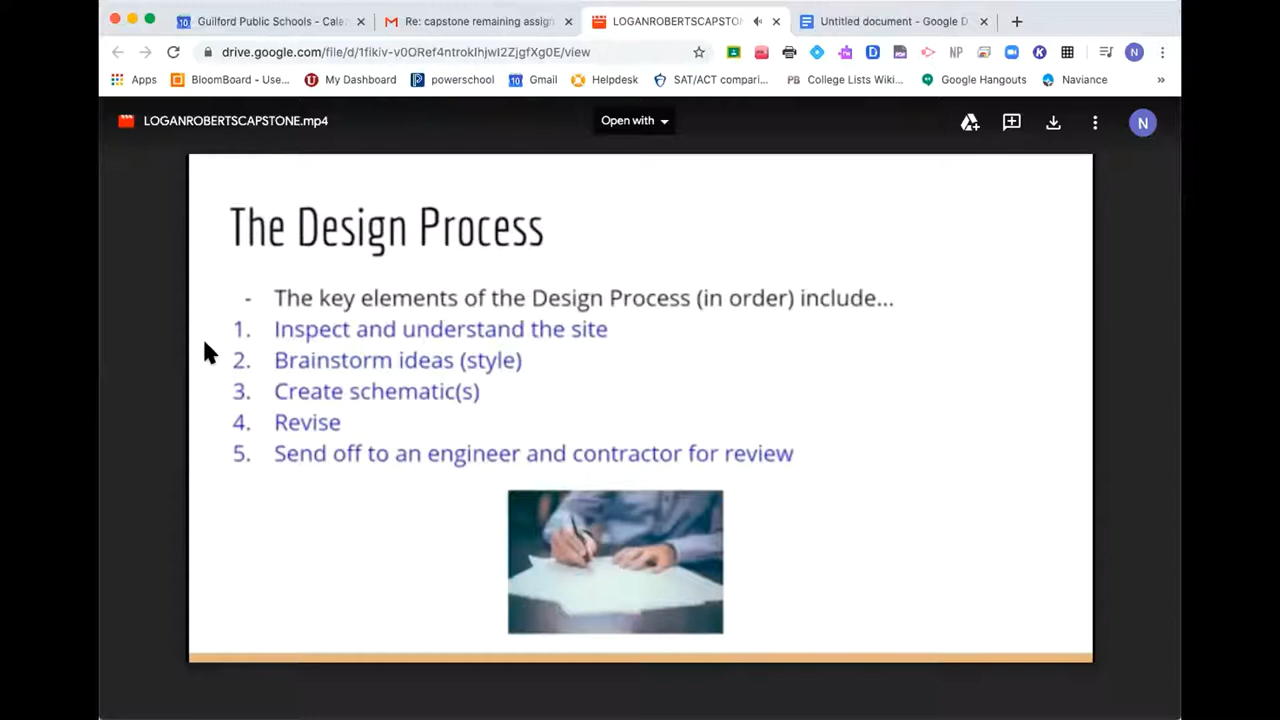 Guilford Public Schools - Cale
Re: capstone remaining assign
LOGANROBERTSCAPSTON
Untitled document - Google D
drive.google.com/file/d/1fikiv-v0ORef4ntrokIhjwI2ZjgfXg0E/view
NP
N
Apps
BloomBoard - Use...
My Dashboard
powerschool
10
Gmail
Helpdesk
SAT/ACT compari...
PB College Lists Wiki...
Google Hangouts
Naviance
»
LOGANROBERTSCAPSTONE.mp4
Open with
N
The Design Process
- The key elements of the Design Process (in order) include...
1. Inspect and understand the site
2. Brainstorm ideas (style)
3. Create schematic(s)
4. Revise
5. Send off to an engineer and contractor for review